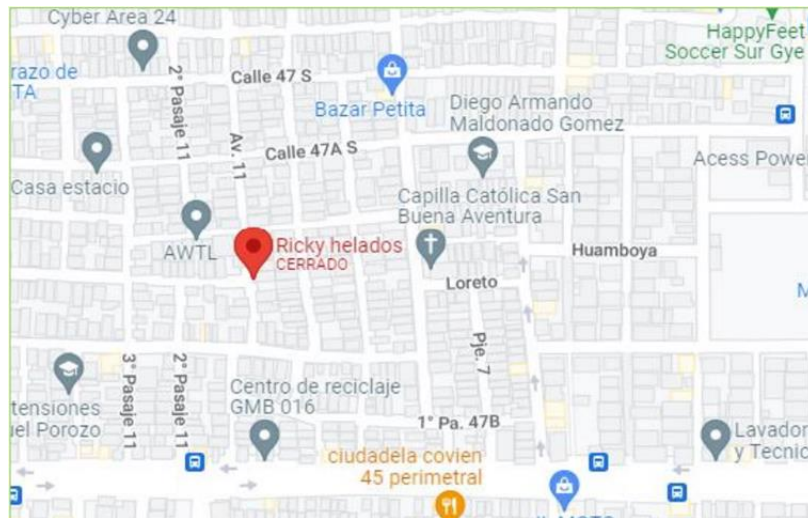 Cyber Area 24
HappyFeet
Soccer Sur Gye
razo de
TA
2° Pasaje 11
Calle 47 S
Bazar Petita
Diego Armando
Maldonado Gomez
Av. 11
Calle 47A S
Acess Power
Casa estacio
Capilla Católica San
Buena Aventura
AWTL
Ricky helados
CERRADO
Huamboya
Loreto
M
Pje. 7
3° Pasaje 11
2° Pasaje 11
Centro de reciclaje
GMB 016
tensiones
uel Porozo
1° Pa. 47B
Lavador
y Tecnic
ciudadela covien
45 perimetral